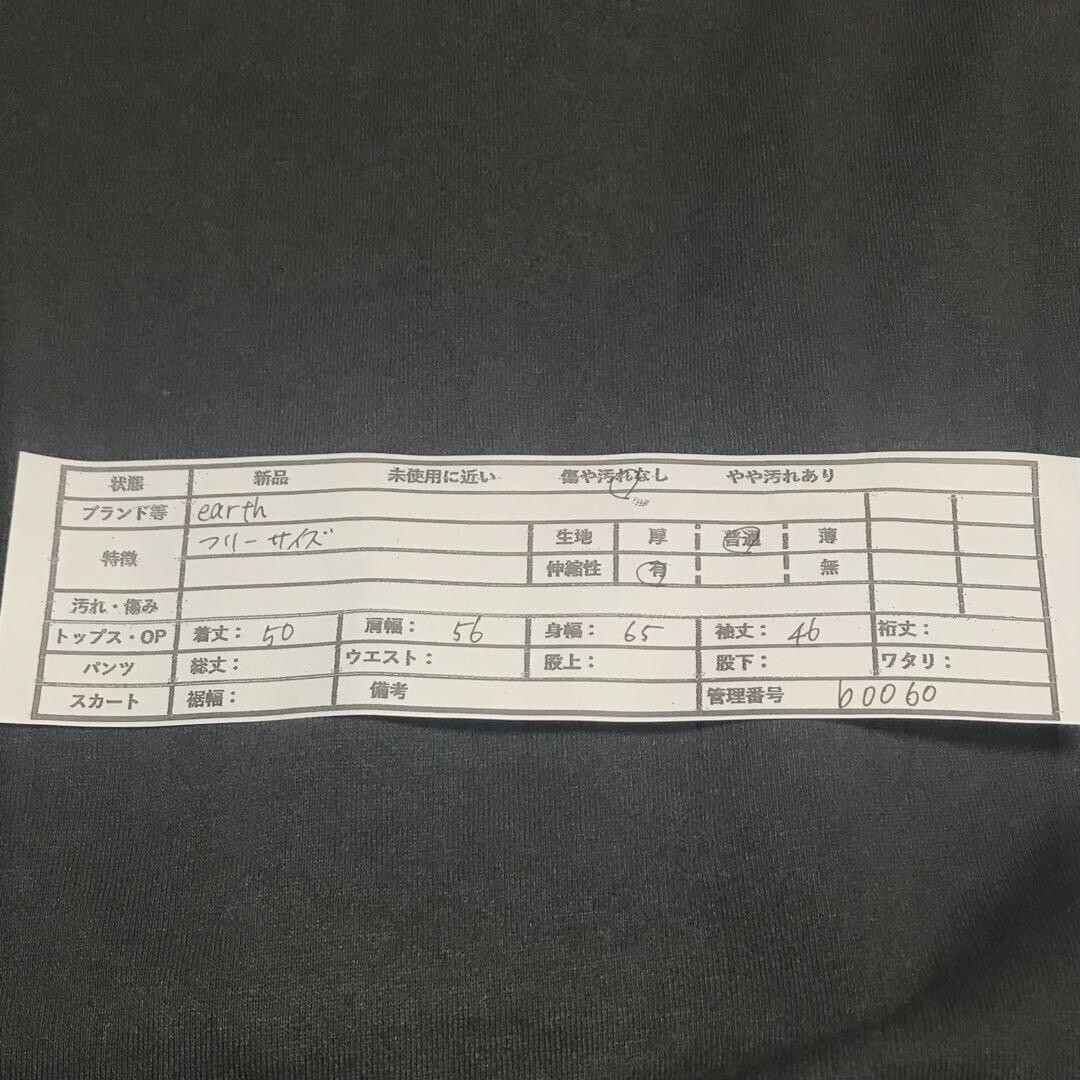 状態 新品 未使用に近い 傷や汚れなし やや汚れあり
ブランド等 earth
特徴 フリーサイズ 生地 厚 普通 薄
伸縮性 有 無
汚れ・傷み
トップス・OP 着丈: 50 肩幅: 56 身幅: 65 袖丈: 46 裄丈:
パンツ 総丈: ウエスト: 股上: 股下: ワタリ:
スカート 裾幅: 備考 管理番号 b0060